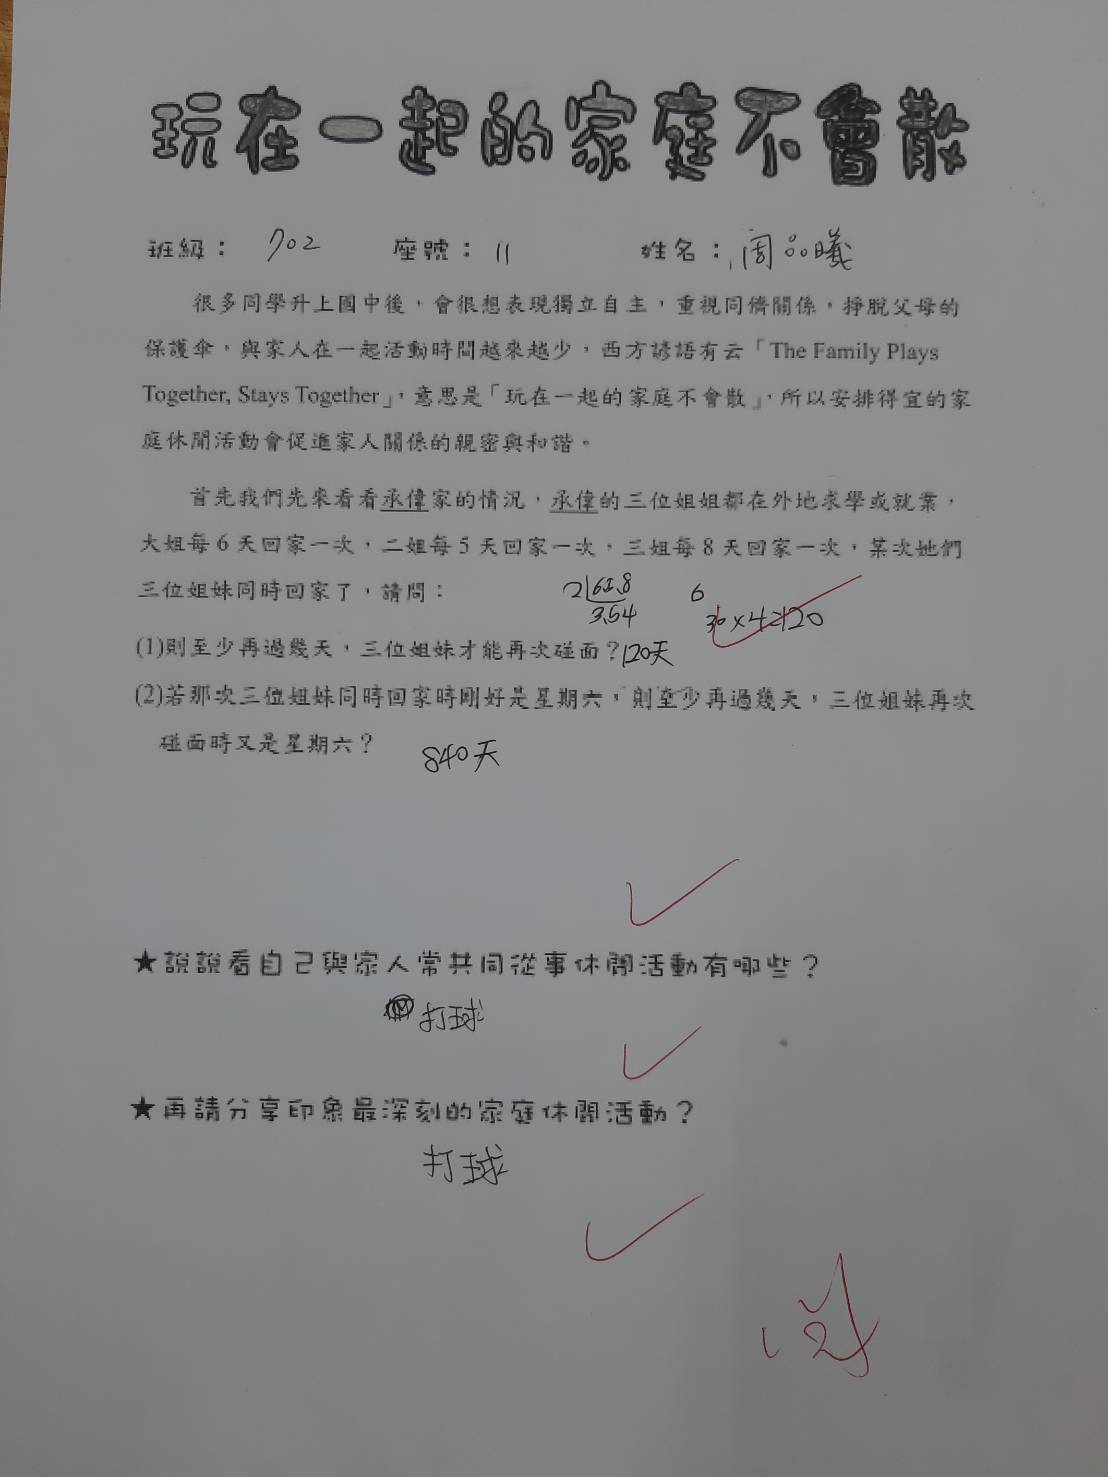 玩在一起的家庭不會散
班級：702 座號：11 姓名：周品曦
很多同學升上國中後，會很想表現獨立自主，重視同儕關係，掙脫父母的
保護傘，與家人在一起活動時間越來越少，西方諺語有云「The Family Plays
Together, Stays Together」，意思是「玩在一起的家庭不會散」，所以安排得宜的家
庭休閒活動會促進家人關係的親密與和諧。
首先我們先來看看承偉家的情況，承偉的三位姐姐都在外地求學或就業，
大姐每 6 天回家一次，二姐每 5 天回家一次，三姐每 8 天回家一次，某次她們
三位姐妹同時回家了，請問：
2 6 5 8
3 5 4
6
30×4=120
(1)則至少再過幾天，三位姐妹才能再次碰面？120天
(2)若那次三位姐妹同時回家時剛好是星期六，則至少再過幾天，三位姐妹再次
碰面時又是星期六？
840天
★說說看自己與家人常共同從事休閒活動有哪些？
打球
★再請分享印象最深刻的家庭休閒活動？
打球